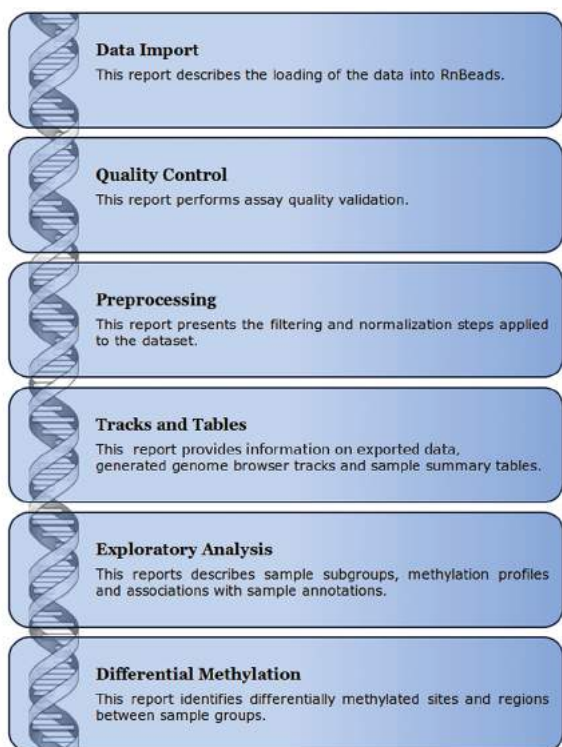 Data Import
This report describes the loading of the data into RnBeads.
Quality Control
This report performs assay quality validation.
Preprocessing
This report presents the filtering and normalization steps applied
to the dataset.
Tracks and Tables
This report provides information on exported data,
generated genome browser tracks and sample summary tables.
Exploratory Analysis
This reports describes sample subgroups, methylation profiles
and associations with sample annotations.
Differential Methylation
This report identifies differentially methylated sites and regions
between sample groups.